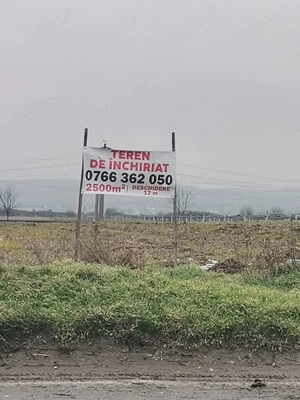 TEREN
DE ÎNCHIRIAT
0766 362 050
2500m² | DESCHIDERE
12 m